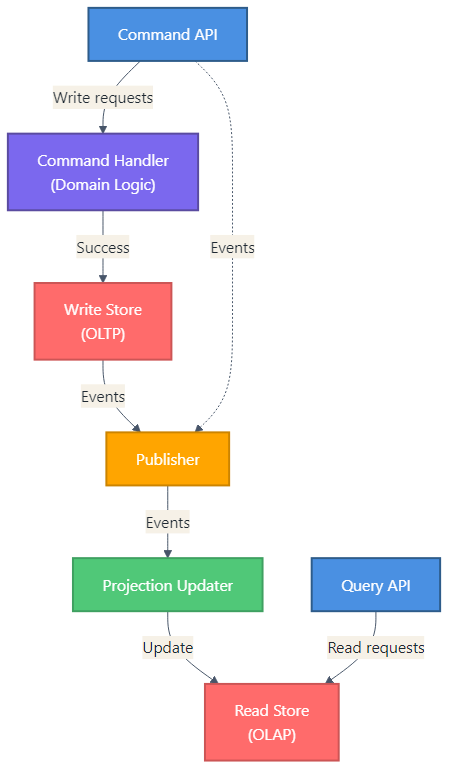 Command API
Write requests
Command Handler
(Domain Logic)
Success
Events
Write Store
(OLTP)
Events
Publisher
Events
Projection Updater
Query API
Update
Read requests
Read Store
(OLAP)